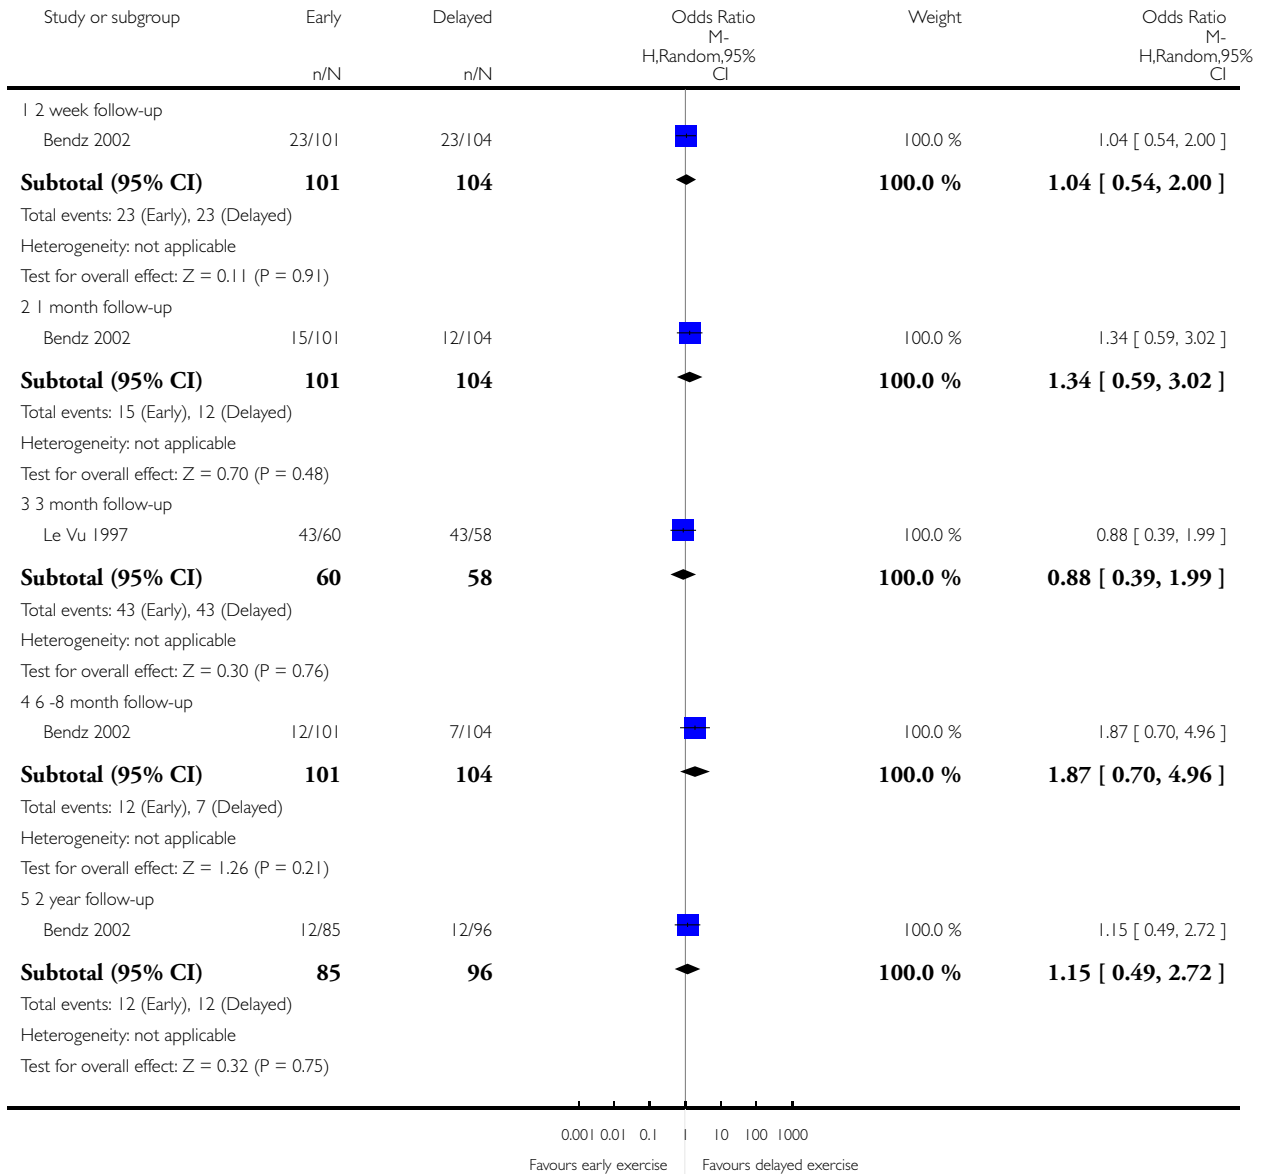 Study or subgroup Early Delayed Odds Ratio Weight Odds Ratio
M- M-
H,Random,95% H,Random,95%
n/N n/N CI CI
1 2 week follow-up
Bendz 2002 23/101 23/104 100.0 % 1.04 [ 0.54, 2.00 ]
Subtotal (95% CI) 101 104 100.0 % 1.04 [ 0.54, 2.00 ]
Total events: 23 (Early), 23 (Delayed)
Heterogeneity: not applicable
Test for overall effect: Z = 0.11 (P = 0.91)
2 1 month follow-up
Bendz 2002 15/101 12/104 100.0 % 1.34 [ 0.59, 3.02 ]
Subtotal (95% CI) 101 104 100.0 % 1.34 [ 0.59, 3.02 ]
Total events: 15 (Early), 12 (Delayed)
Heterogeneity: not applicable
Test for overall effect: Z = 0.70 (P = 0.48)
3 3 month follow-up
Le Vu 1997 43/60 43/58 100.0 % 0.88 [ 0.39, 1.99 ]
Subtotal (95% CI) 60 58 100.0 % 0.88 [ 0.39, 1.99 ]
Total events: 43 (Early), 43 (Delayed)
Heterogeneity: not applicable
Test for overall effect: Z = 0.30 (P = 0.76)
4 6 -8 month follow-up
Bendz 2002 12/101 7/104 100.0 % 1.87 [ 0.70, 4.96 ]
Subtotal (95% CI) 101 104 100.0 % 1.87 [ 0.70, 4.96 ]
Total events: 12 (Early), 7 (Delayed)
Heterogeneity: not applicable
Test for overall effect: Z = 1.26 (P = 0.21)
5 2 year follow-up
Bendz 2002 12/85 12/96 100.0 % 1.15 [ 0.49, 2.72 ]
Subtotal (95% CI) 85 96 100.0 % 1.15 [ 0.49, 2.72 ]
Total events: 12 (Early), 12 (Delayed)
Heterogeneity: not applicable
Test for overall effect: Z = 0.32 (P = 0.75)
0.001 0.01 0.1 1 10 100 1000
Favours early exercise Favours delayed exercise